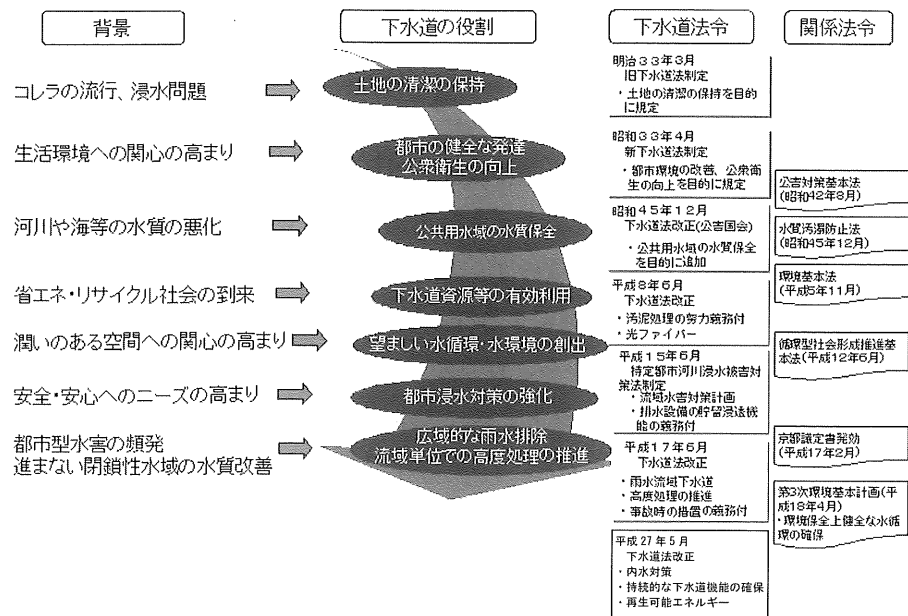 背景
下水道の役割
下水道法令
関係法令
コレラの流行、浸水問題
生活環境への関心の高まり
河川や海等の水質の悪化
省エネ・リサイクル社会の到来
潤いのある空間への関心の高まり
安全・安心へのニーズの高まり
都市型水害の頻発
進まない閉鎖性水域の水質改善
土地の清潔の保持
都市の健全な発達
公衆衛生の向上
公共用水域の水質保全
下水道資源等の有効利用
望ましい水循環・水環境の創出
都市浸水対策の強化
広域的な雨水排除
流域単位での高度処理の推進
明治33年3月
旧下水道法制定
・土地の清潔の保持を目的
に規定
昭和33年4月
新下水道法制定
・都市環境の改善、公衆衛
生の向上を目的に規定
昭和45年12月
下水道法改正(公害国会)
・公共用水域の水質保全
を目的に追加
平成8年6月
下水道法改正
・汚泥処理の努力義務付
・光ファイバー
平成15年6月
特定都市河川浸水被害対
策法制定
・流域水害対策計画
・排水設備の貯留浸透機
能の義務付
平成17年6月
下水道法改正
・雨水流域下水道
・高度処理の推進
・事故時の措置の義務付
平成27年5月
下水道法改正
・内水対策
・持続的な下水道機能の確保
・再生可能エネルギー
公害対策基本法
(昭和42年8月)
水質汚濁防止法
(昭和45年12月)
環境基本法
(平成5年11月)
循環型社会形成推進基
本法(平成12年6月)
京都議定書発効
(平成17年2月)
第3次環境基本計画(平
成18年4月)
・環境保全上健全な水循
環の確保